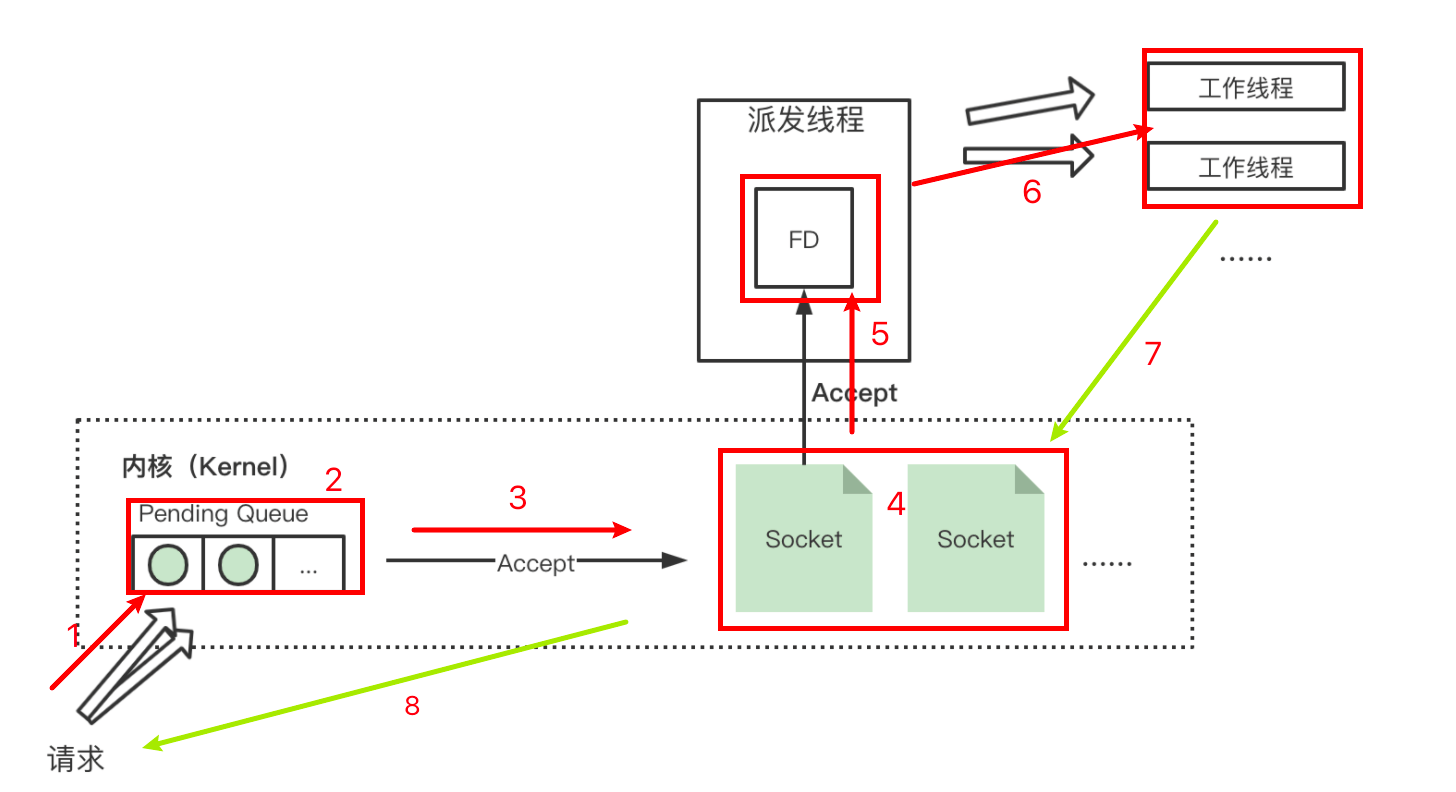 工作线程
派发线程
工作线程
6
FD
……
5
7
Accept
内核（Kernel）
2
3
4
Pending Queue
Socket
Socket
...
Accept
……
1
8
请求